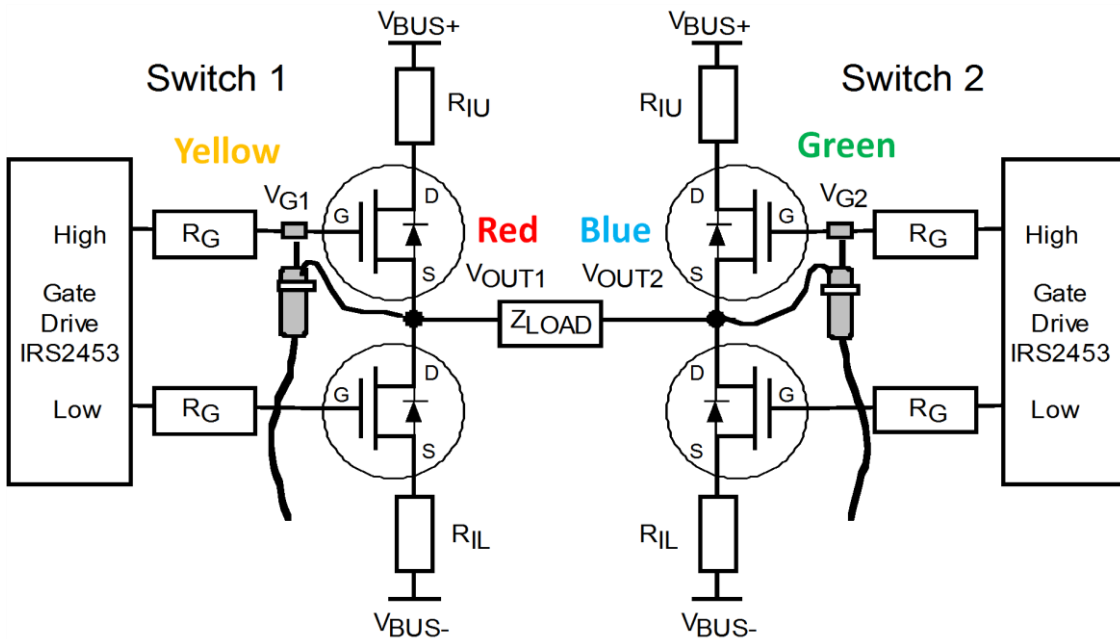 VBUS+
VBUS+
Switch 1
Switch 2
RIU
RIU
Yellow
Green
VG1
VG2
D
D
High
RG
G
Red
Blue
G
RG
High
S
S
VOUT1
VOUT2
Gate
Drive
IRS2453
ZLOAD
Gate
Drive
IRS2453
D
D
Low
RG
G
G
RG
Low
S
S
RIL
RIL
VBUS-
VBUS-